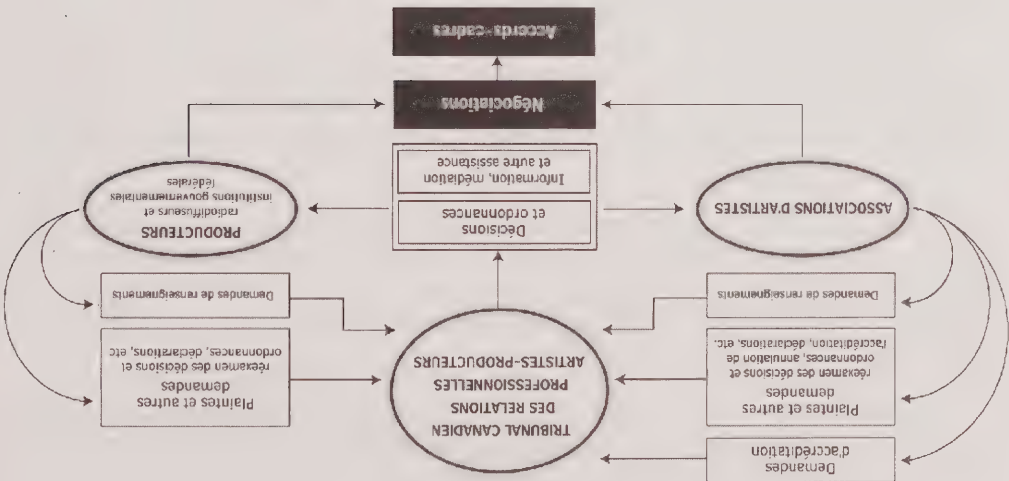 Demandes
d'accréditation
Plaintes et autres
demandes
réexamen des décisions et
ordonnances, annulation de
l'accréditation, déclarations, etc.
Demandes de renseignements
TRIBUNAL CANADIEN
DES RELATIONS
PROFESSIONNELLES
ARTISTES-PRODUCTEURS
Plaintes et autres
demandes
réexamen des décisions et
ordonnances, déclarations, etc
Demandes de renseignements
ASSOCIATIONS D'ARTISTES
Décisions
et ordonnances
Information, médiation
et autre assistance
PRODUCTEURS
radiodiffuseurs et
institutions gouvernementales
fédérales
Négociations
Accords-cadres